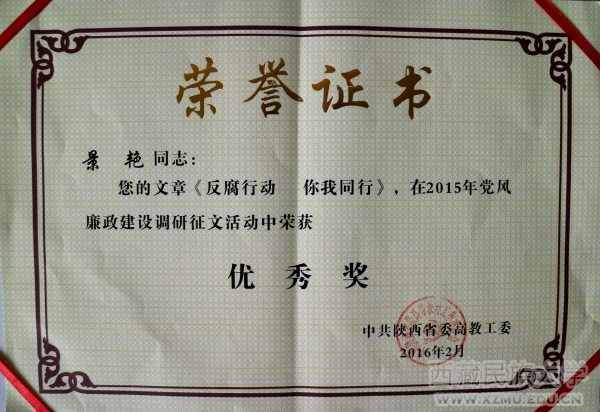 荣誉证书
景 艳 同志：
您的文章《反腐行动 你我同行》，在2015年党风
廉政建设调研征文活动中荣获
优秀奖
中共陕西省委高教工委
2016年2月
西藏民族大学
WWW.XZMU.EDU.CN